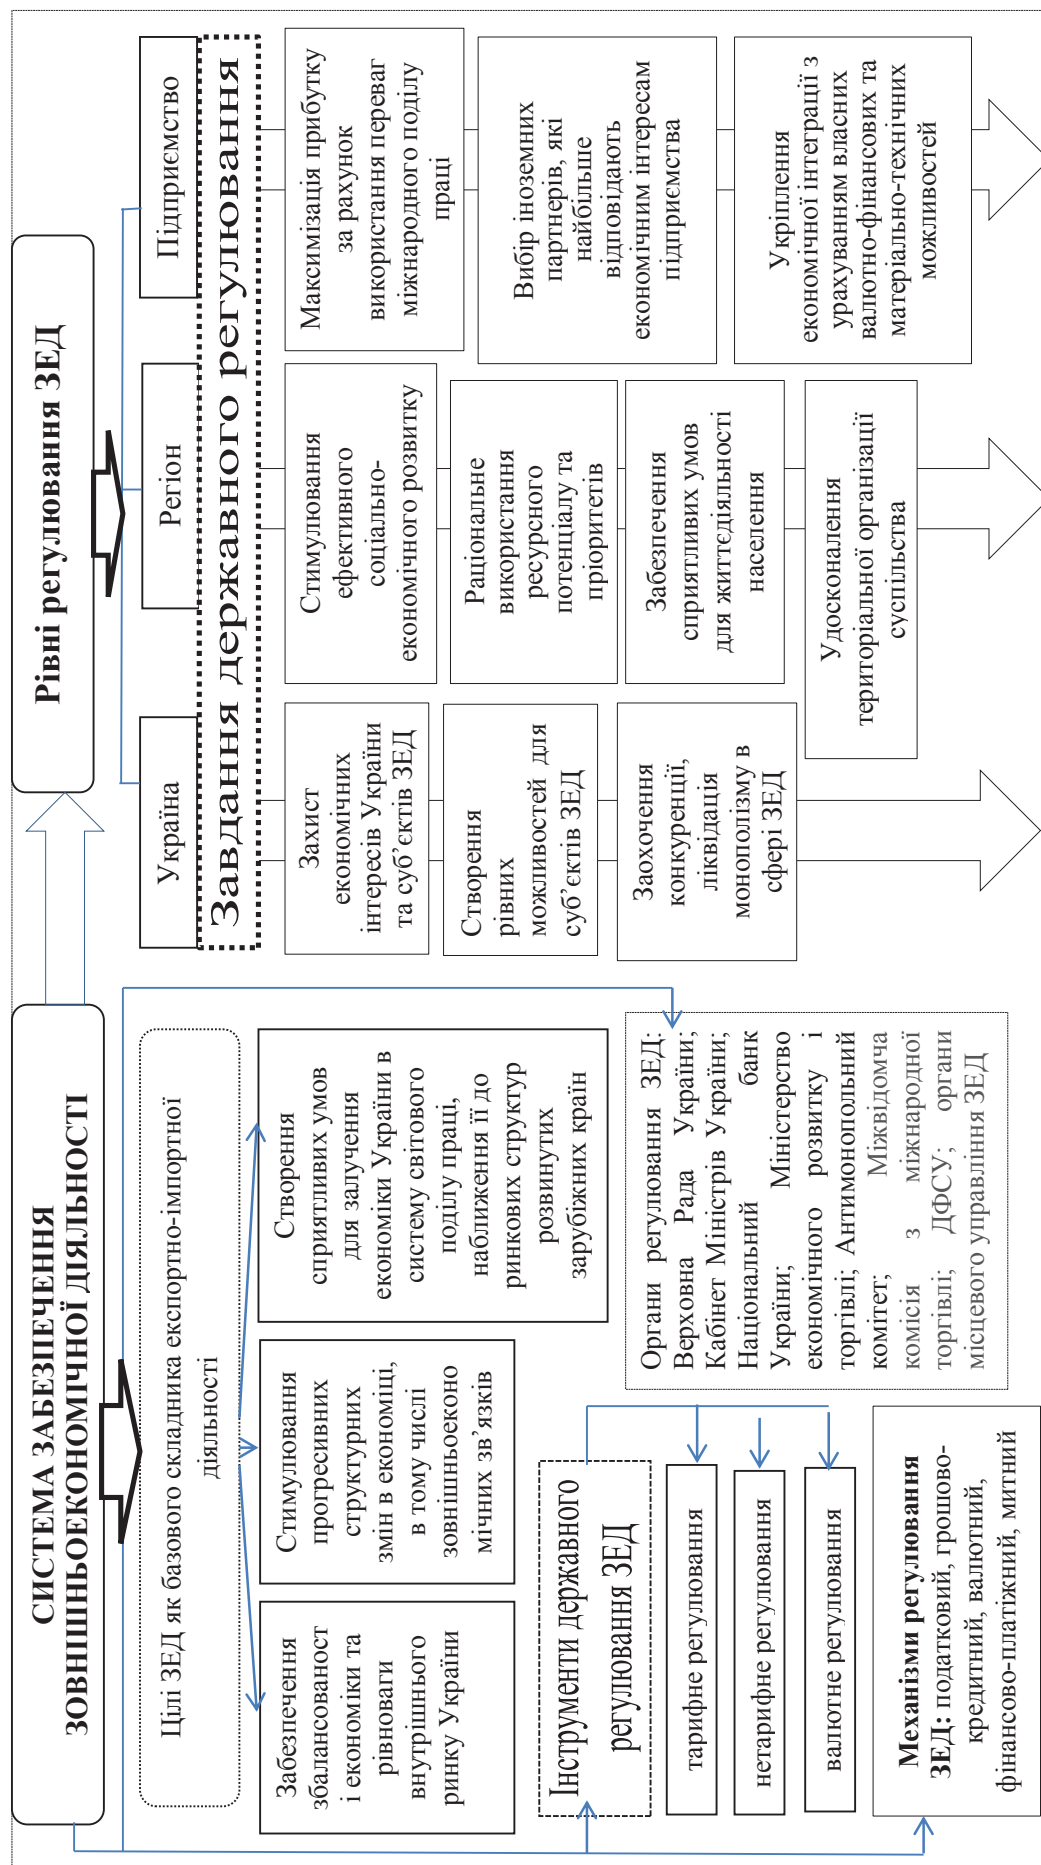 СИСТЕМА ЗАБЕЗПЕЧЕННЯ
ЗОВНІШНЬОЕКОНОМІЧНОЇ ДІЯЛЬНОСТІ
Цілі ЗЕД як базового складника експортно-імпортної
діяльності
Забезпечення
збалансованост
і економіки та
рівноваги
внутрішнього
ринку України
Стимулювання
прогресивних
структурних
змін в економіці,
в тому числі
зовнішньоеконо
мічних зв’язків
Створення
сприятливих умов
для залучення
економіки України в
систему світового
поділу праці,
наближення її до
ринкових структур
розвинутих
зарубіжних країн
Інструменти державного
регулювання ЗЕД
тарифне регулювання
нетарифне регулювання
валютне регулювання
Механізми регулювання
ЗЕД: податковий, грошово-
кредитний, валютний,
фінансово-платіжний, митний
Органи регулювання ЗЕД:
Верховна Рада України;
Кабінет Міністрів України;
Національний банк
України; Міністерство
економічного розвитку і
торгівлі; Антимонопольний
комітет; Міжвідомча
комісія з міжнародної
торгівлі; ДФСУ; органи
місцевого управління ЗЕД
Рівні регулювання ЗЕД
Україна
Регіон
Підприємство
Завдання державного регулювання
Захист
економічних
інтересів України
та суб’єктів ЗЕД
Створення
рівних
можливостей для
суб’єктів ЗЕД
Заохочення
конкуренції,
ліквідація
монополізму в
сфері ЗЕД
Стимулювання
ефективного
соціально-
економічного розвитку
Раціональне
використання
ресурсного
потенціалу та
пріоритетів
Забезпечення
сприятливих умов
для життєдіяльності
населення
Удосконалення
територіальної організації
суспільства
Максимізація прибутку
за рахунок
використання переваг
міжнародного поділу
праці
Вибір іноземних
партнерів, які
найбільше
відповідають
економічним інтересам
підприємства
Укріплення
економічної інтеграції з
урахуванням власних
валютно-фінансових та
матеріально-технічних
можливостей